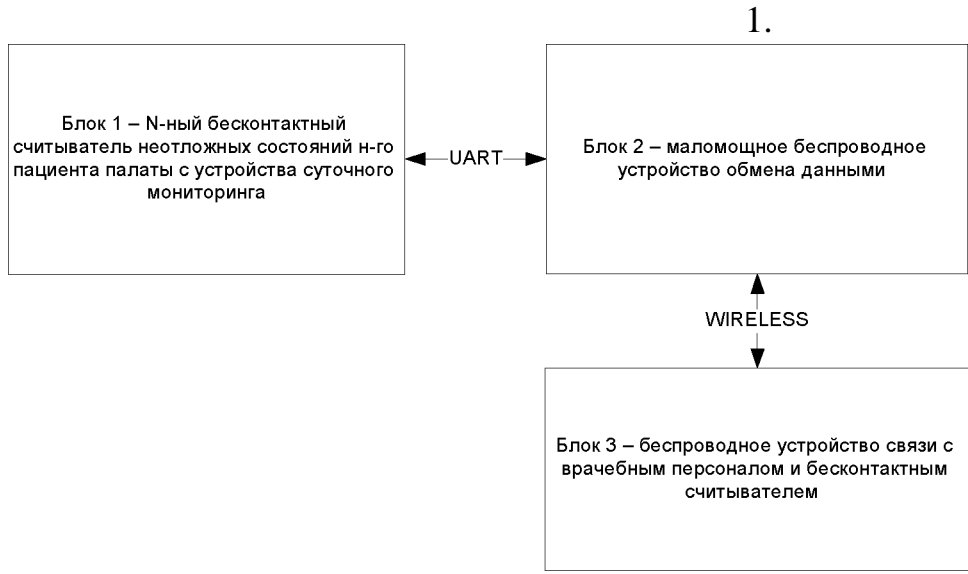 1.
Блок 1 – N-ный бесконтактный
считыватель неотложных состояний н-го
пациента палаты с устройства суточного
мониторинга
UART
Блок 2 – маломощное беспроводное
устройство обмена данными
WIRELESS
Блок 3 – беспроводное устройство связи с
врачебным персоналом и бесконтактным
считывателем